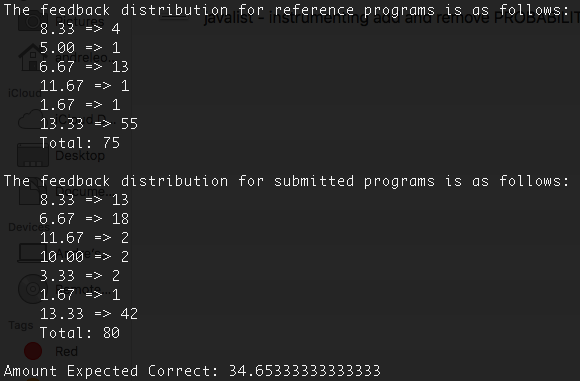 javalist - instrumenting add and remove PROBABILIT
The feedback distribution for reference programs is as follows:
8.33 => 4
5.00 => 1
6.67 => 13
11.67 => 1
iCloud
1.67 => 1
13.33 => 55
Total: 75
Desktop
The feedback distribution for submitted programs is as follows:
8.33 => 13
6.67 => 18
Devices
11.67 => 2
10.00 => 2
3.33 => 2
1.67 => 1
13.33 => 42
Tags
Total: 80
Red
Amount Expected Correct: 34.65333333333333